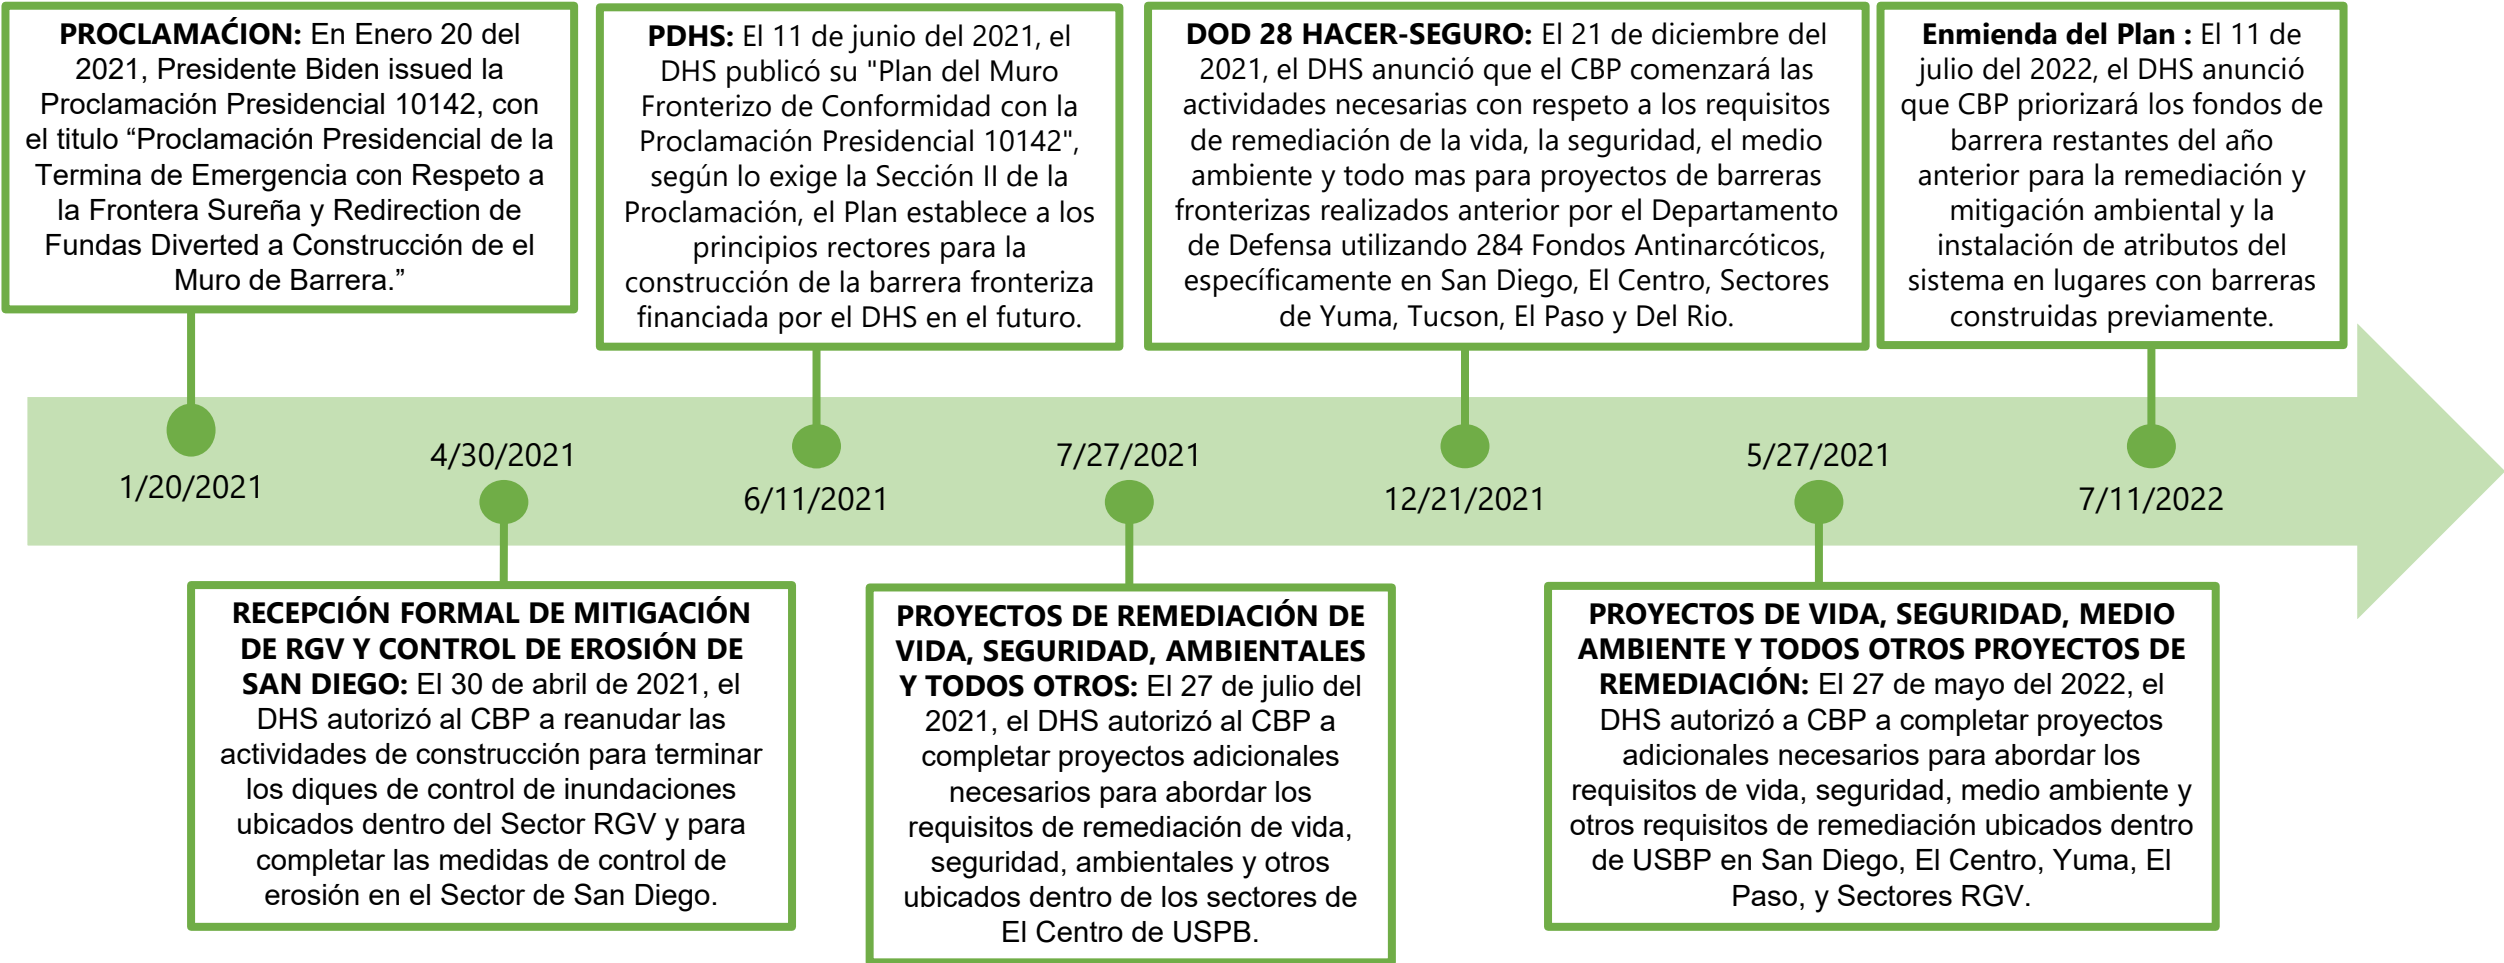 PROCLAMAĆION: En Enero 20 del
2021, Presidente Biden issued la
Proclamación Presidencial 10142, con
el titulo “Proclamación Presidencial de la
Termina de Emergencia con Respeto a
la Frontera Sureña y Redirection de
Fundas Diverted a Construcción de el
Muro de Barrera.”
PDHS: El 11 de junio del 2021, el
DHS publicó su "Plan del Muro
Fronterizo de Conformidad con la
Proclamación Presidencial 10142",
según lo exige la Sección II de la
Proclamación, el Plan establece a los
principios rectores para la
construcción de la barrera fronteriza
financiada por el DHS en el futuro.
DOD 28 HACER-SEGURO: El 21 de diciembre del
2021, el DHS anunció que el CBP comenzará las
actividades necesarias con respeto a los requisitos
de remediación de la vida, la seguridad, el medio
ambiente y todo mas para proyectos de barreras
fronterizas realizados anterior por el Departamento
de Defensa utilizando 284 Fondos Antinarcóticos,
específicamente en San Diego, El Centro, Sectores
de Yuma, Tucson, El Paso y Del Rio.
Enmienda del Plan : El 11 de
julio del 2022, el DHS anunció
que CBP priorizará los fondos de
barrera restantes del año
anterior para la remediación y
mitigación ambiental y la
instalación de atributos del
sistema en lugares con barreras
construidas previamente.
1/20/2021
4/30/2021
6/11/2021
7/27/2021
12/21/2021
5/27/2021
7/11/2022
RECEPCIÓN FORMAL DE MITIGACIÓN
DE RGV Y CONTROL DE EROSIÓN DE
SAN DIEGO: El 30 de abril de 2021, el
DHS autorizó al CBP a reanudar las
actividades de construcción para terminar
los diques de control de inundaciones
ubicados dentro del Sector RGV y para
completar las medidas de control de
erosión en el Sector de San Diego.
PROYECTOS DE REMEDIACIÓN DE
VIDA, SEGURIDAD, AMBIENTALES
Y TODOS OTROS: El 27 de julio del
2021, el DHS autorizó al CBP a
completar proyectos adicionales
necesarios para abordar los
requisitos de remediación de vida,
seguridad, ambientales y otros
ubicados dentro de los sectores de
El Centro de USPB.
PROYECTOS DE VIDA, SEGURIDAD, MEDIO
AMBIENTE Y TODOS OTROS PROYECTOS DE
REMEDIACIÓN: El 27 de mayo del 2022, el
DHS autorizó a CBP a completar proyectos
adicionales necesarios para abordar los
requisitos de vida, seguridad, medio ambiente y
otros requisitos de remediación ubicados dentro
de USBP en San Diego, El Centro, Yuma, El
Paso, y Sectores RGV.